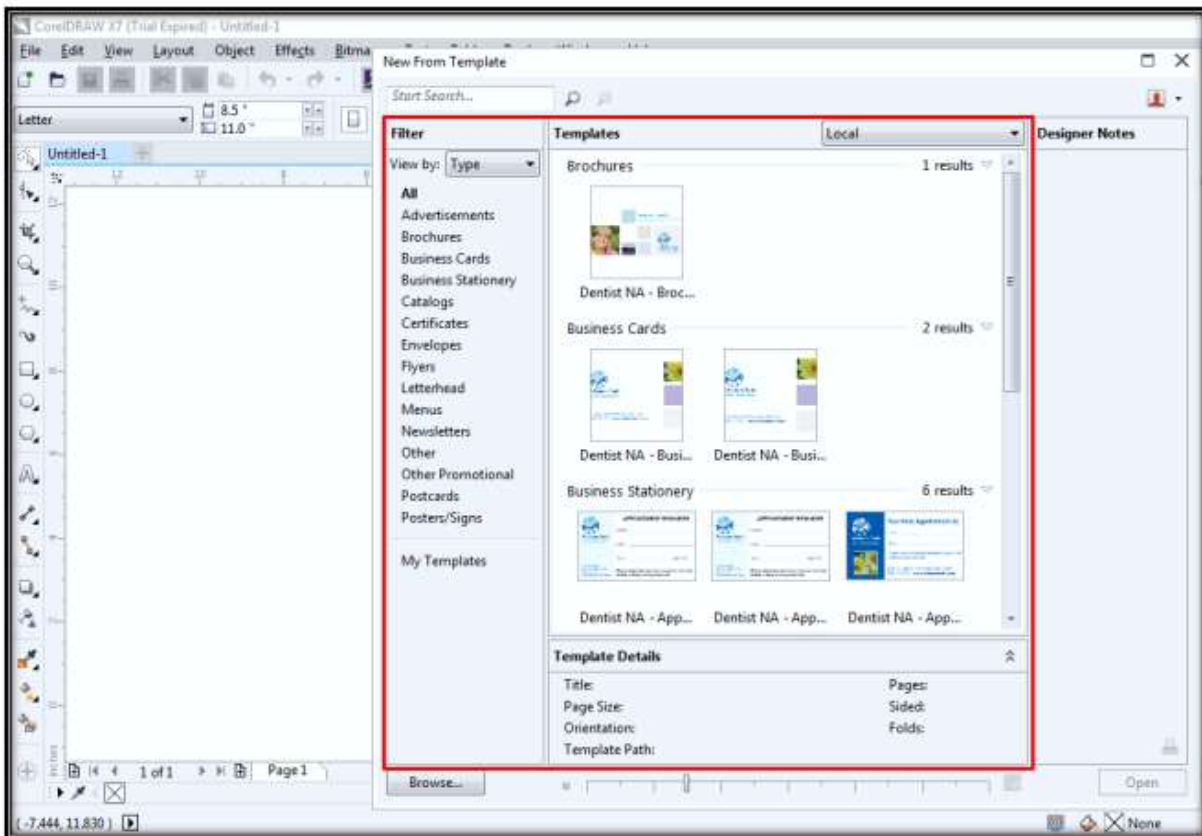 CorelDRAW X7 (Trial Expired) - Untitled-1
File Edit View Layout Object Effects Bitma
New From Template
Start Search...
Letter
8.5 "
11.0 "
Filter
Templates
Local
Designer Notes
Untitled-1
View by: Type
All
Advertisements
Brochures
Business Cards
Business Stationery
Catalogs
Certificates
Envelopes
Flyers
Letterhead
Menus
Newsletters
Other
Other Promotional
Postcards
Posters/Signs
My Templates
Brochures 1 results
Dentist NA - Broc...
Business Cards 2 results
Dentist NA - Busi... Dentist NA - Busi...
Business Stationery 6 results
Dentist NA - App... Dentist NA - App... Dentist NA - App...
Template Details
Title: Pages:
Page Size: Sided:
Orientation: Folds:
Template Path:
inches
1 of 1 Page 1
Browse...
Open
( -7.444, 11.830 )
None